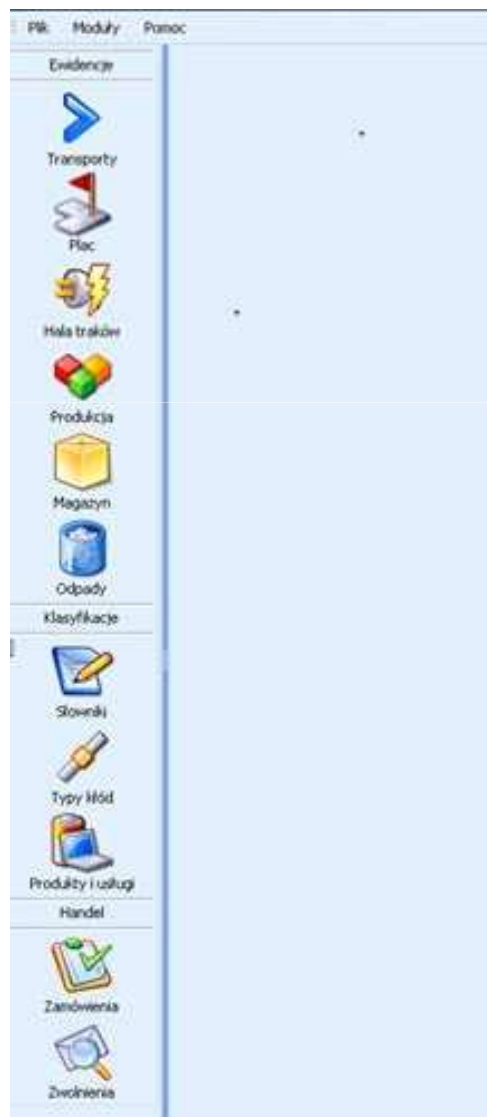 Plik Moduły Pomoc
Ewidencje
Transporty
Plac
Hala traków
Produkcja
Magazyn
Odpady
Klasyfikacje
Słowniki
Typy kłód
Produkty i usługi
Handel
Zamówienia
Zwolnienia